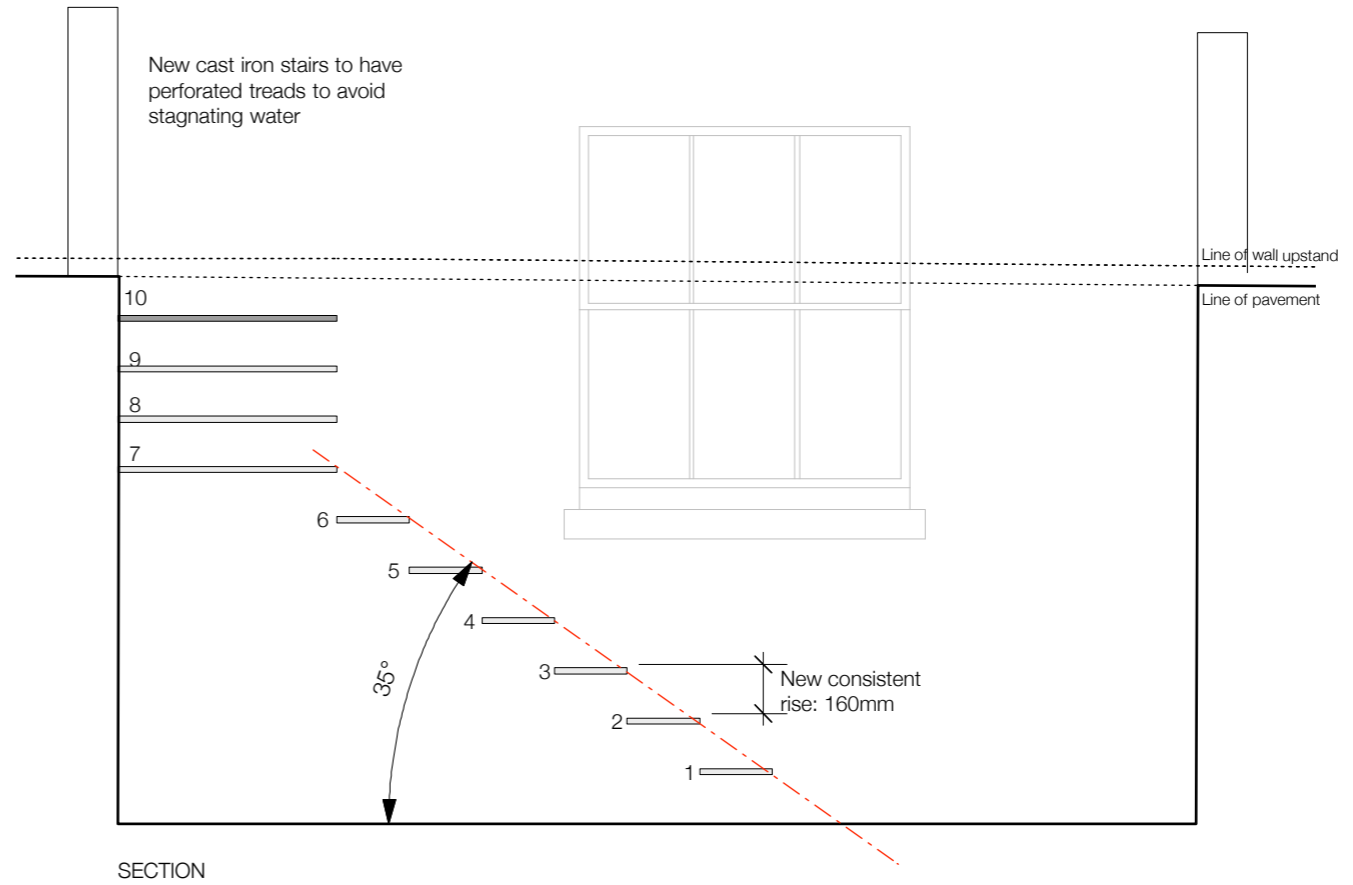 New cast iron stairs to have
perforated treads to avoid
stagnating water
Line of wall upstand
Line of pavement
10
9
8
7
6
5
4
3
2
1
35°
New consistent
rise: 160mm
SECTION